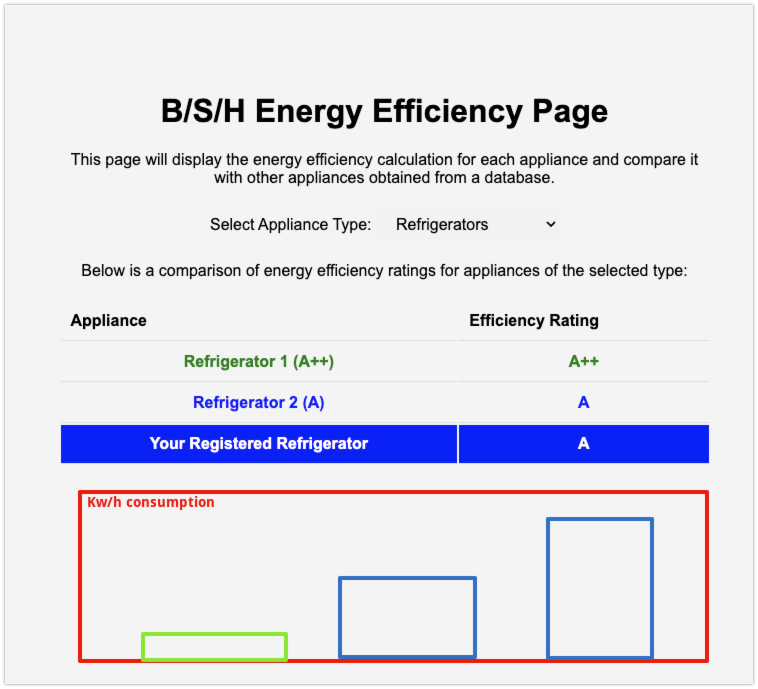 B/S/H Energy Efficiency Page
This page will display the energy efficiency calculation for each appliance and compare it
with other appliances obtained from a database.
Select Appliance Type: Refrigerators
Below is a comparison of energy efficiency ratings for appliances of the selected type:
Appliance Efficiency Rating
Refrigerator 1 (A++) A++
Refrigerator 2 (A) A
Your Registered Refrigerator A
Kw/h consumption